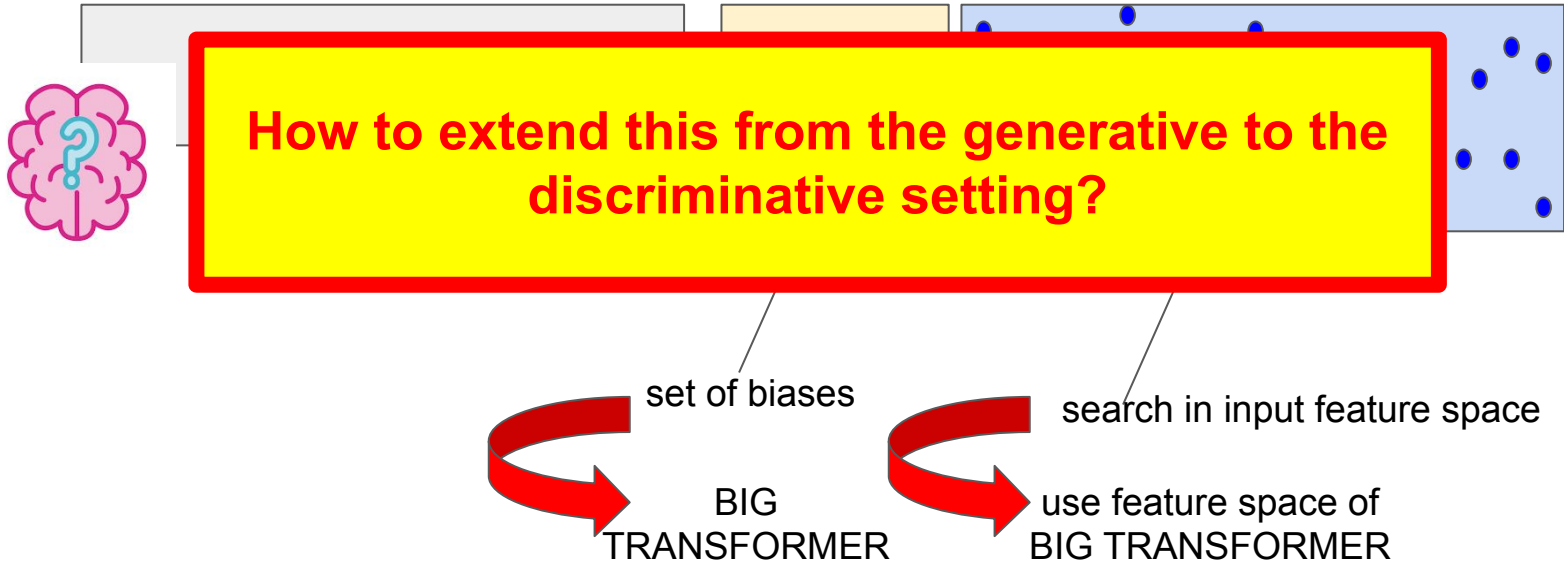 How to extend this from the generative to the
discriminative setting?
set of biases
search in input feature space
BIG
TRANSFORMER
use feature space of
BIG TRANSFORMER